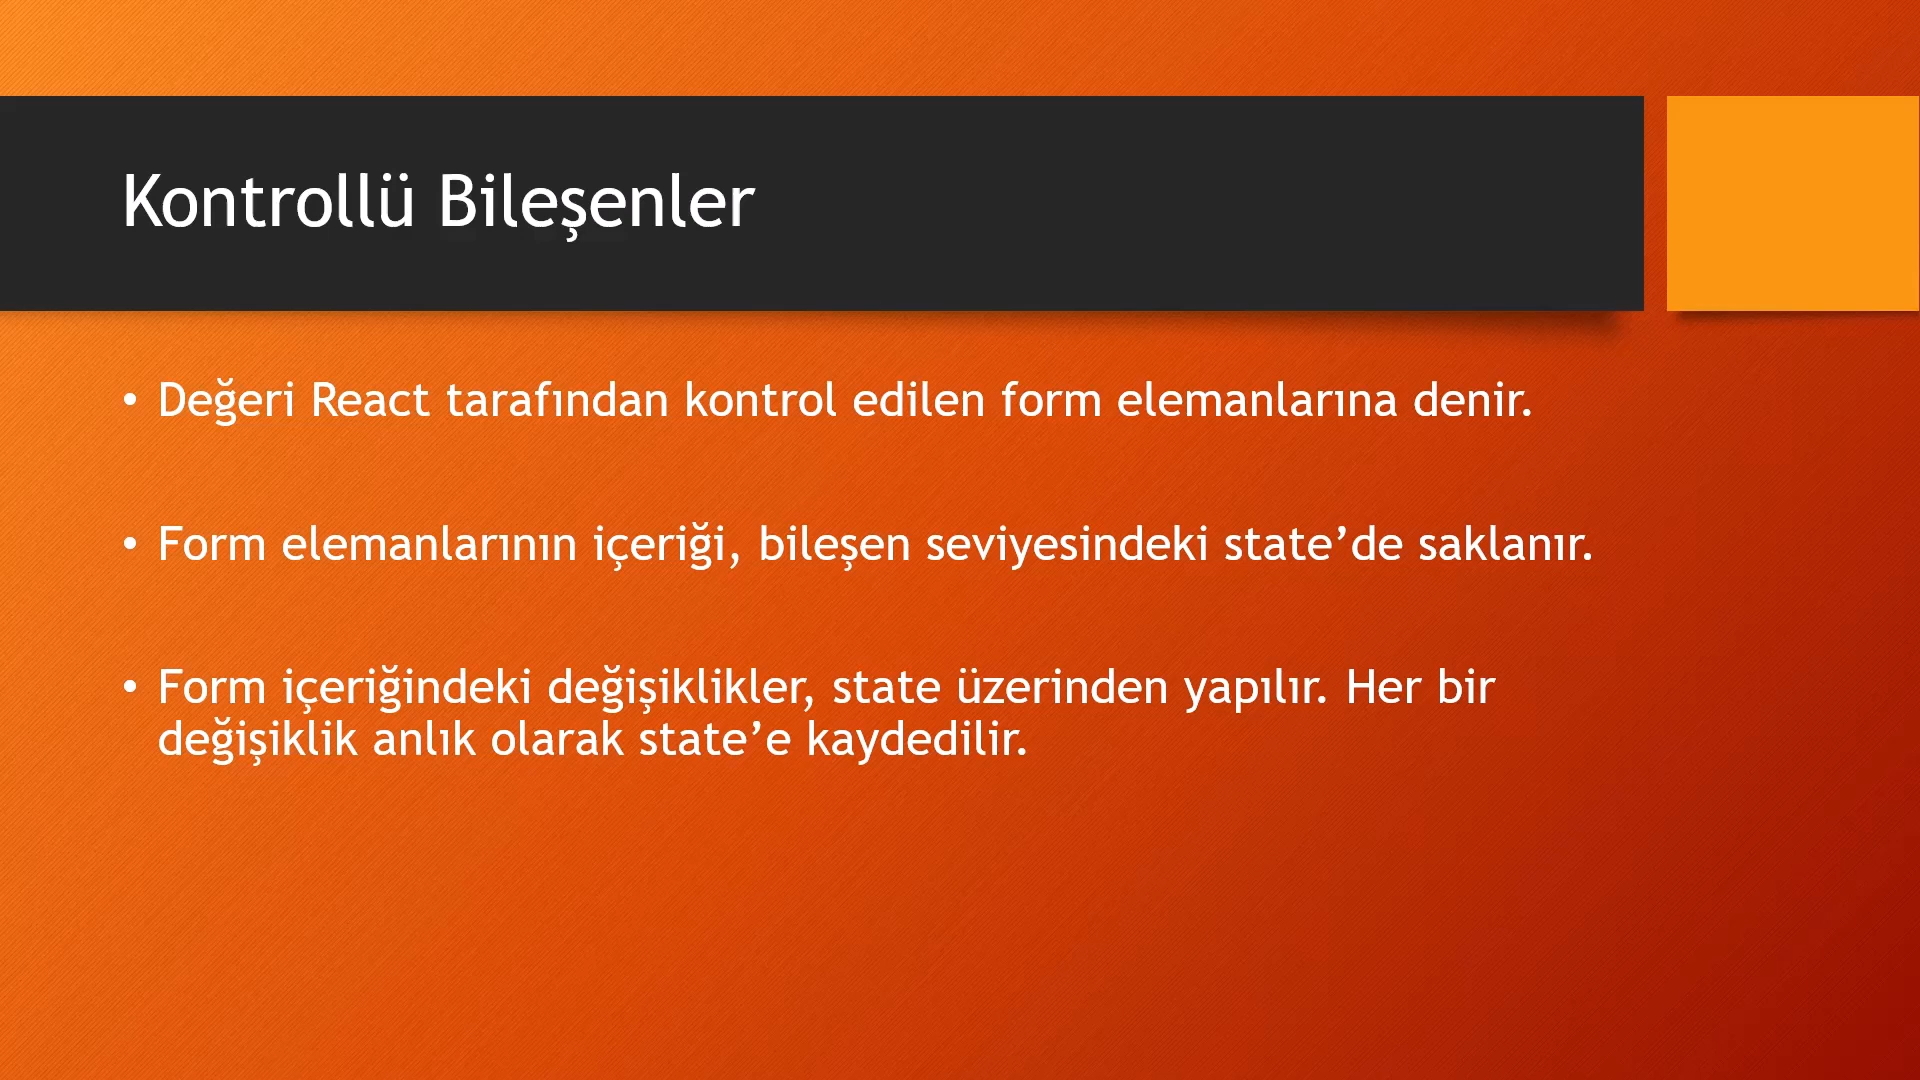 Kontrollü Bileşenler
• Değeri React tarafından kontrol edilen form elemanlarına denir.
• Form elemanlarının içeriği, bileşen seviyesindeki state’de saklanır.
• Form içeriğindeki değişiklikler, state üzerinden yapılır. Her bir
değişiklik anlık olarak state’e kaydedilir.